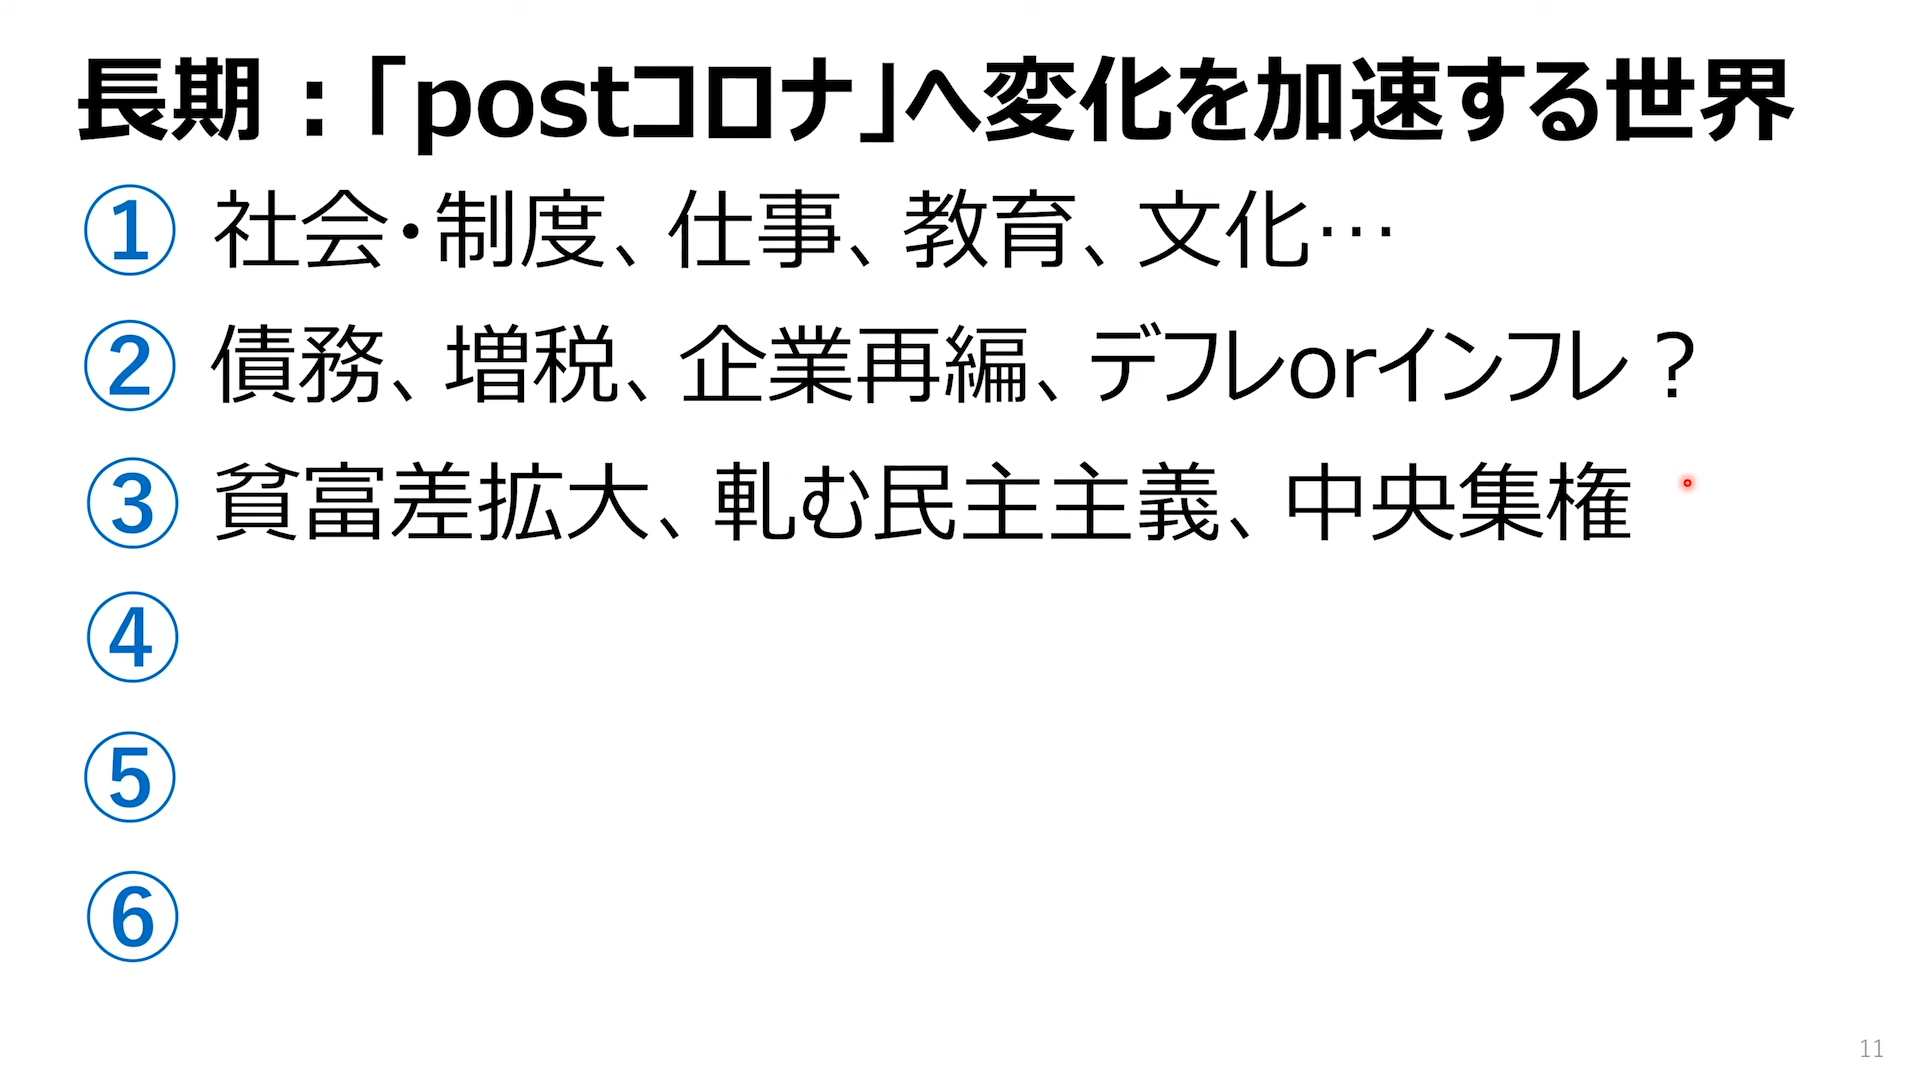 長期：「postコロナ」へ変化を加速する世界
① 社会・制度、仕事、教育、文化…
② 債務、増税、企業再編、デフレorインフレ？
③ 貧富差拡大、軋む民主主義、中央集権
④
⑤
⑥
11